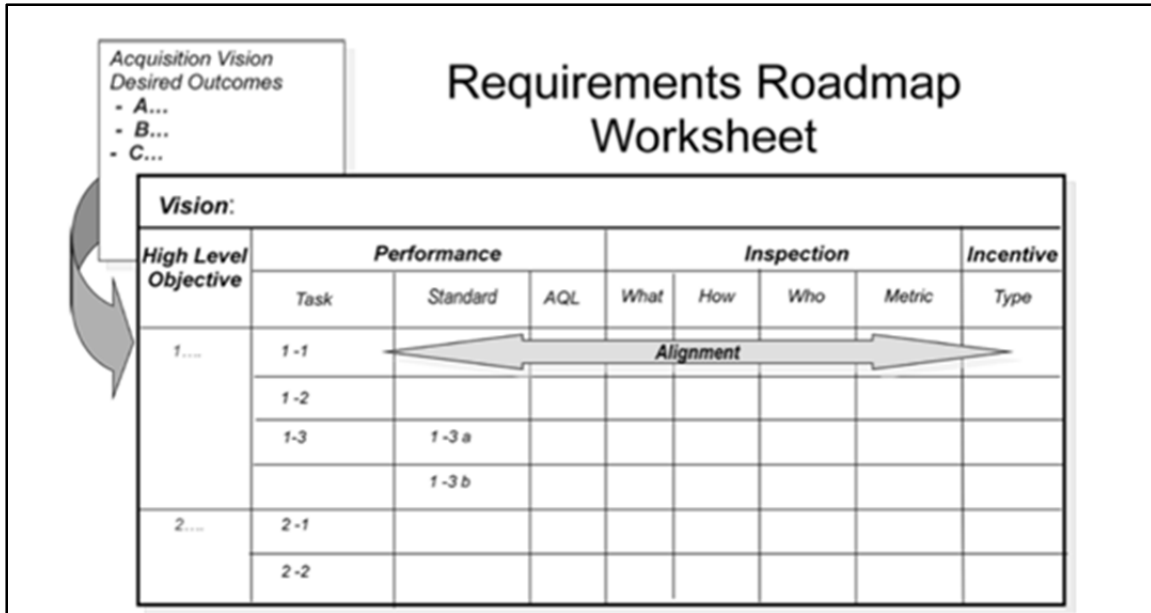 Acquisition Vision
Desired Outcomes
- A...
- B...
- C...
Requirements Roadmap
Worksheet
Vision:
High Level Objective Performance Inspection Incentive
Task Standard AQL What How Who Metric Type
1.... 1 -1 Alignment
1 -2
1-3 1 -3 a
1 -3 b
2.... 2 -1
2 -2